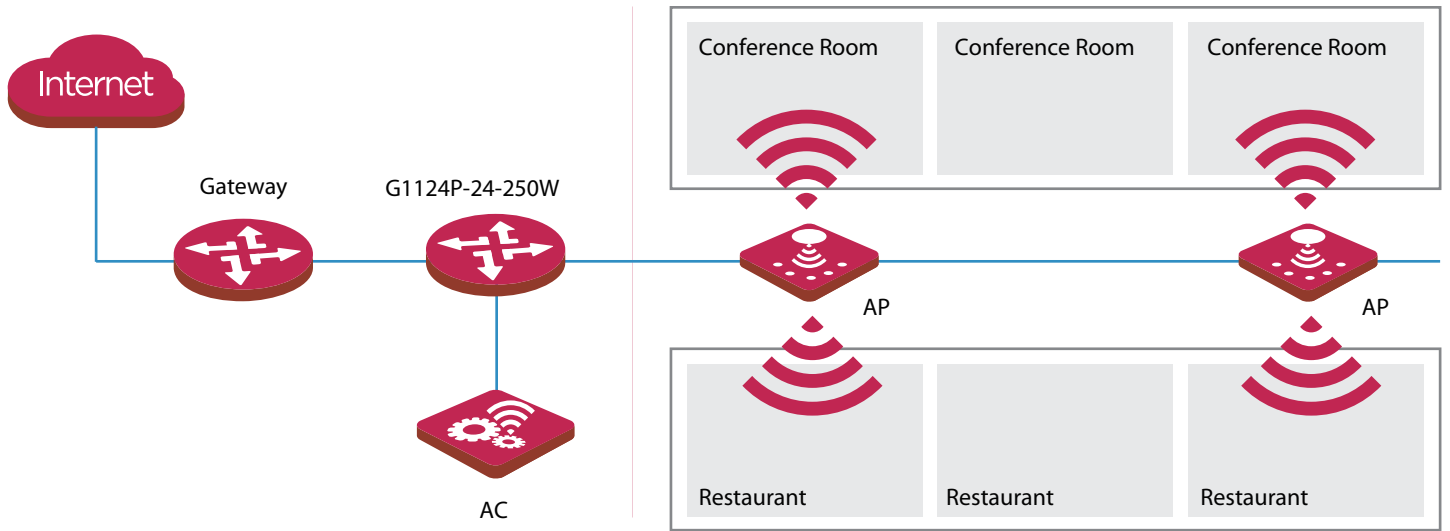 Internet
Gateway
G1124P-24-250W
AC
Conference Room
Conference Room
Conference Room
AP
AP
Restaurant
Restaurant
Restaurant